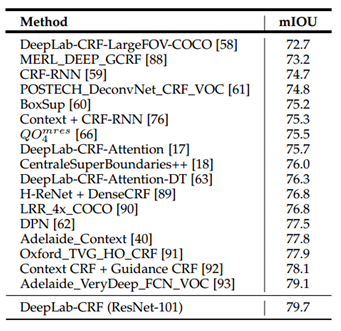 Method mIOU
DeepLab-CRF-LargeFOV-COCO [58] 72.7
MERL_DEEP_GCRF [88] 73.2
CRF-RNN [59] 74.7
POSTECH_DeconvNet_CRF_VOC [61] 74.8
BoxSup [60] 75.2
Context + CRF-RNN [76] 75.3
QO₄ᵐʳᵉˢ [66] 75.5
DeepLab-CRF-Attention [17] 75.7
CentraleSuperBoundaries++ [18] 76.0
DeepLab-CRF-Attention-DT [63] 76.3
H-ReNet + DenseCRF [89] 76.8
LRR_4x_COCO [90] 76.8
DPN [62] 77.5
Adelaide_Context [40] 77.8
Oxford_TVG_HO_CRF [91] 77.9
Context CRF + Guidance CRF [92] 78.1
Adelaide_VeryDeep_FCN_VOC [93] 79.1
DeepLab-CRF (ResNet-101) 79.7